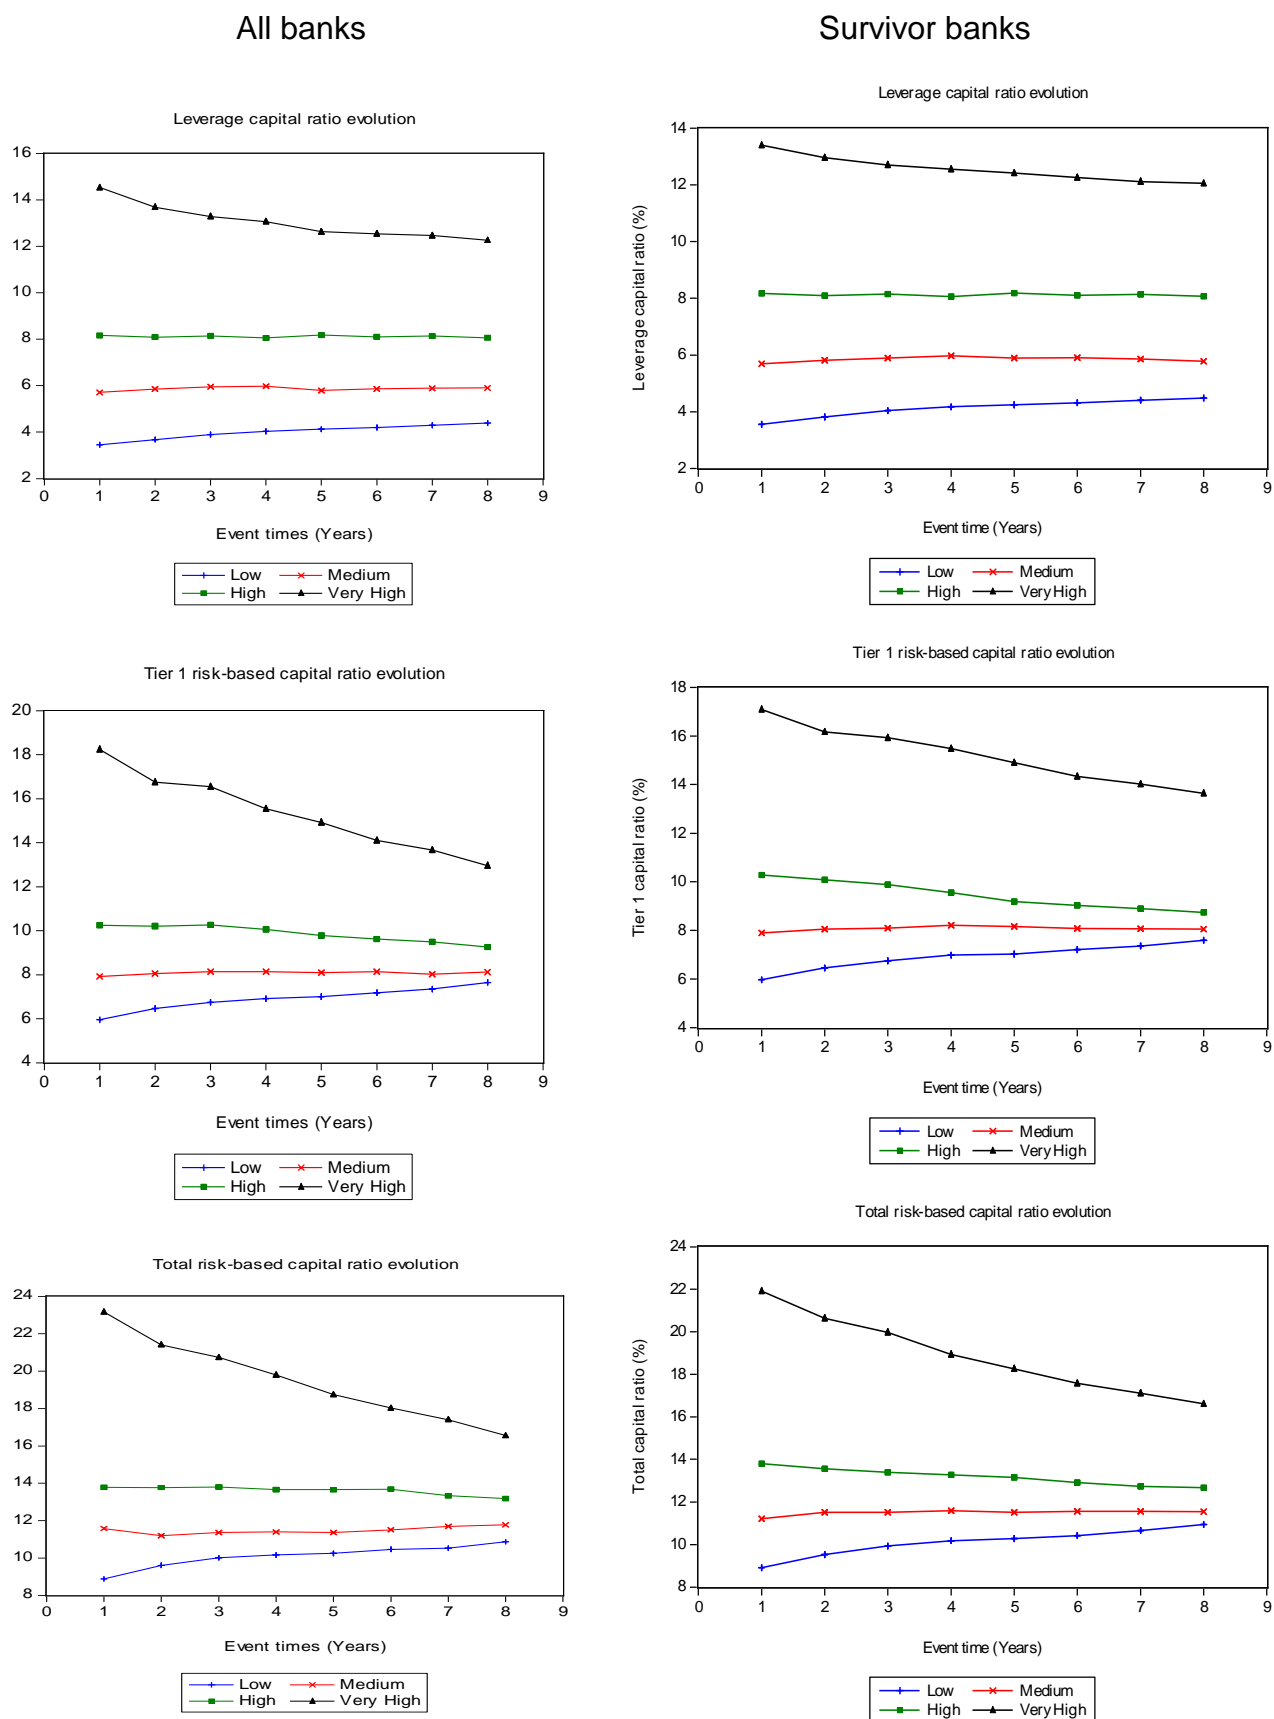 All banks
Survivor banks
Leverage capital ratio evolution
16
14
12
10
8
6
4
2
0 1 2 3 4 5 6 7 8 9
Event times (Years)
Low Medium
High Very High
Leverage capital ratio evolution
Leverage capital ratio (%)
14
12
10
8
6
4
2
0 1 2 3 4 5 6 7 8 9
Event time (Years)
Low Medium
High Very High
Tier 1 risk-based capital ratio evolution
20
18
16
14
12
10
8
6
4
0 1 2 3 4 5 6 7 8 9
Event times (Years)
Low Medium
High Very High
Tier 1 risk-based capital ratio evolution
Tier 1 capital ratio (%)
18
16
14
12
10
8
6
4
0 1 2 3 4 5 6 7 8 9
Event time (Years)
Low Medium
High Very High
Total risk-based capital ratio evolution
24
22
20
18
16
14
12
10
8
0 1 2 3 4 5 6 7 8 9
Event times (Years)
Low Medium
High Very High
Total risk-based capital ratio evolution
Total capital ratio (%)
24
22
20
18
16
14
12
10
8
0 1 2 3 4 5 6 7 8 9
Event time (Years)
Low Medium
High Very High